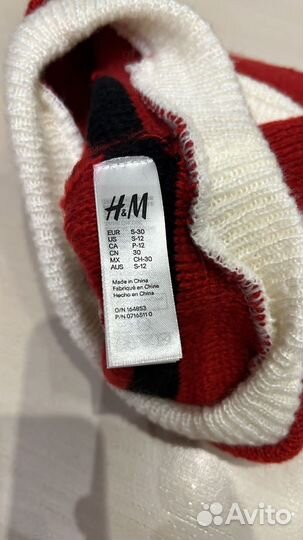 H&M
EUR S-30
US S-12
CA P-12
CN 30
MX CH-30
AUS S-12
Made in China
Fabriqué en Chine
Hecho en China
O/N 164853
P/N 0716511 0
Avito